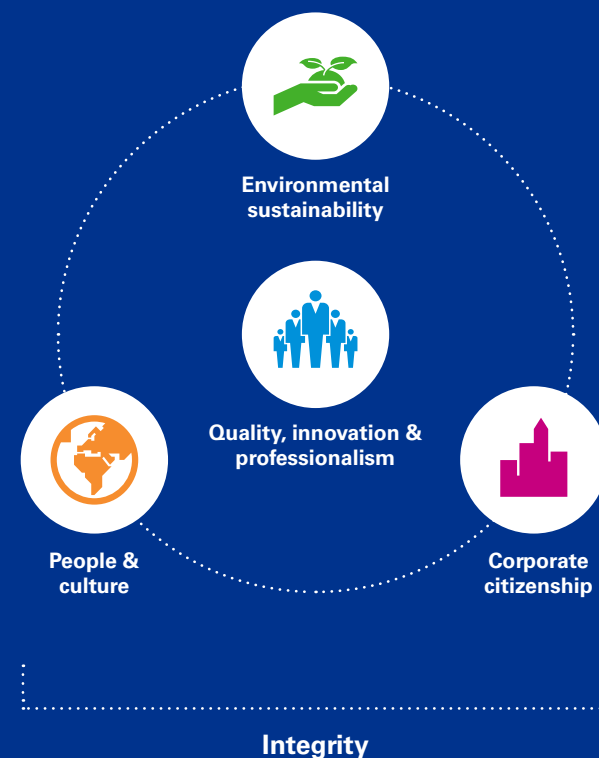 Environmental
sustainability
Quality, innovation &
professionalism
People &
culture
Corporate
citizenship
Integrity